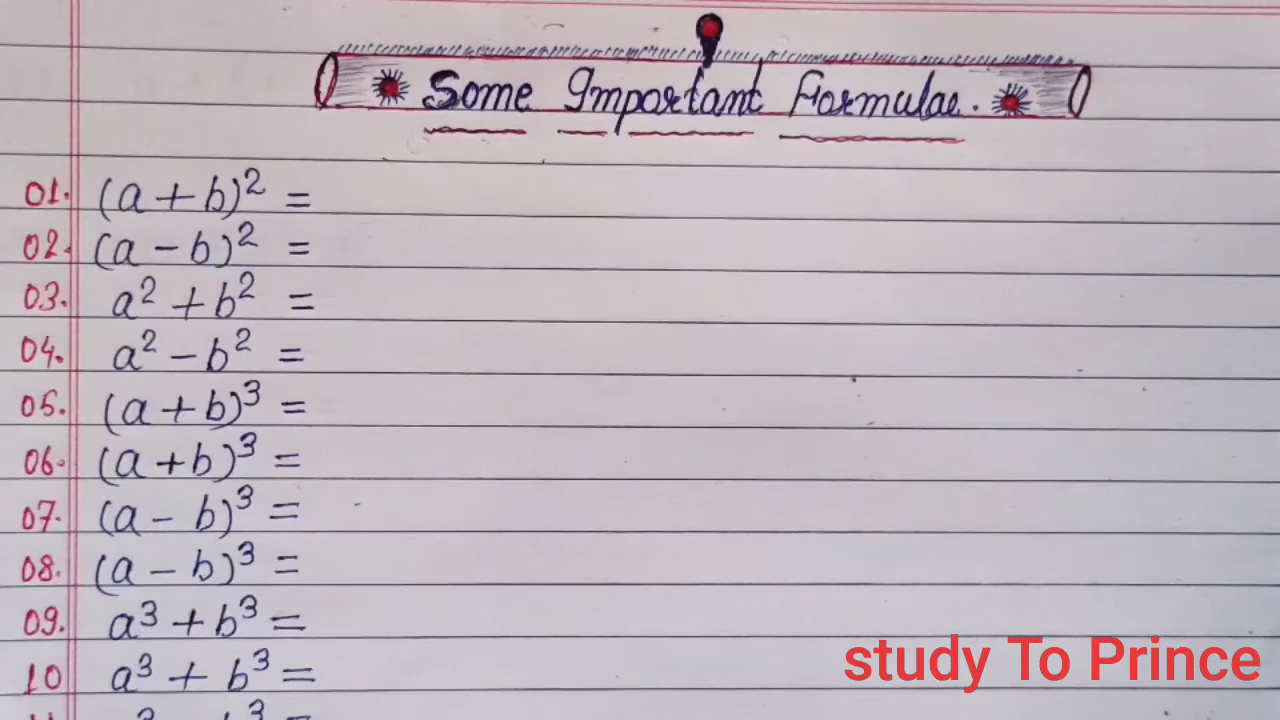 Some Important Formulae.
01. (a + b)² =
02. (a - b)² =
03. a² + b² =
04. a² - b² =
05. (a + b)³ =
06. (a + b)³ =
07. (a - b)³ =
08. (a - b)³ =
09. a³ + b³ =
10 a³ + b³ =
study To Prince